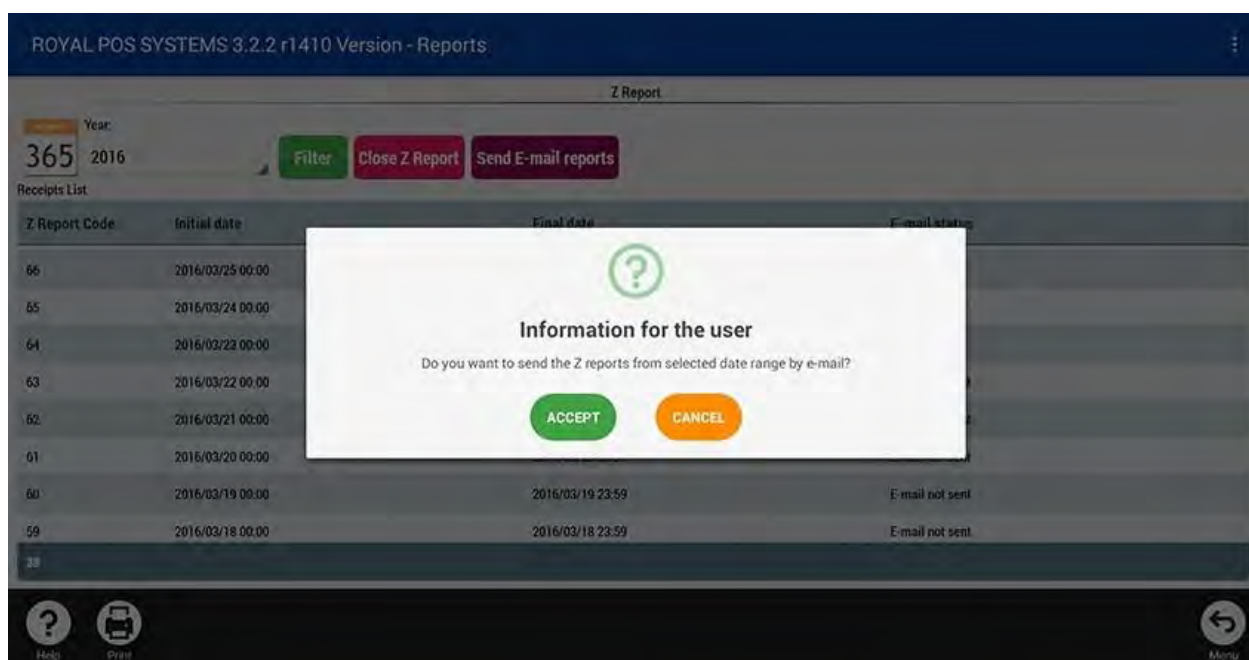 ROYAL POS SYSTEMS 3.2.2 r1410 Version - Reports
Z Report
Year:
365 2016 Filter Close Z Report Send E-mail reports
Receipts List
Z Report Code Initial date Final date E-mail status
66 2016/03/25 00:00
65 2016/03/24 00:00
64 2016/03/23 00:00
63 2016/03/22 00:00
62 2016/03/21 00:00
61 2016/03/20 00:00
?
Information for the user
Do you want to send the Z reports from selected date range by e-mail?
ACCEPT CANCEL
60 2016/03/19 00:00 2016/03/19 23:59 E-mail not sent
59 2016/03/18 00:00 2016/03/18 23:59 E-mail not sent
38
?
Help Print Menu